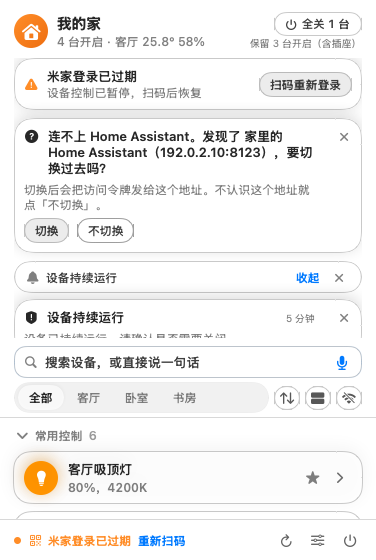 我的家
全关 1 台
4 台开启 · 客厅 25.8° 58%
保留 3 台开启（含插座）
米家登录已过期
设备控制已暂停，扫码后恢复
扫码重新登录
连不上 Home Assistant。发现了 家里的
Home Assistant（192.0.2.10:8123），要切
换过去吗?
切换后会把访问令牌发给这个地址。不认识这个地址就
点「不切换」。
切换
不切换
设备持续运行
收起
设备持续运行
5 分钟
搜索设备，或直接说一句话
全部
客厅
卧室
书房
常用控制 6
客厅吸顶灯
80%，4200K
米家登录已过期 重新扫码